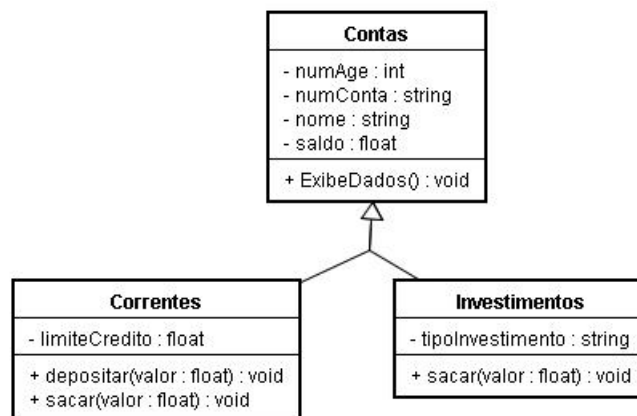 Contas
- numAge : int
- numConta : string
- nome : string
- saldo : float
+ ExibeDados() : void
Correntes
- limiteCredito : float
+ depositar(valor : float) : void
+ sacar(valor : float) : void
Investimentos
- tipoInvestimento : string
+ sacar(valor : float) : void